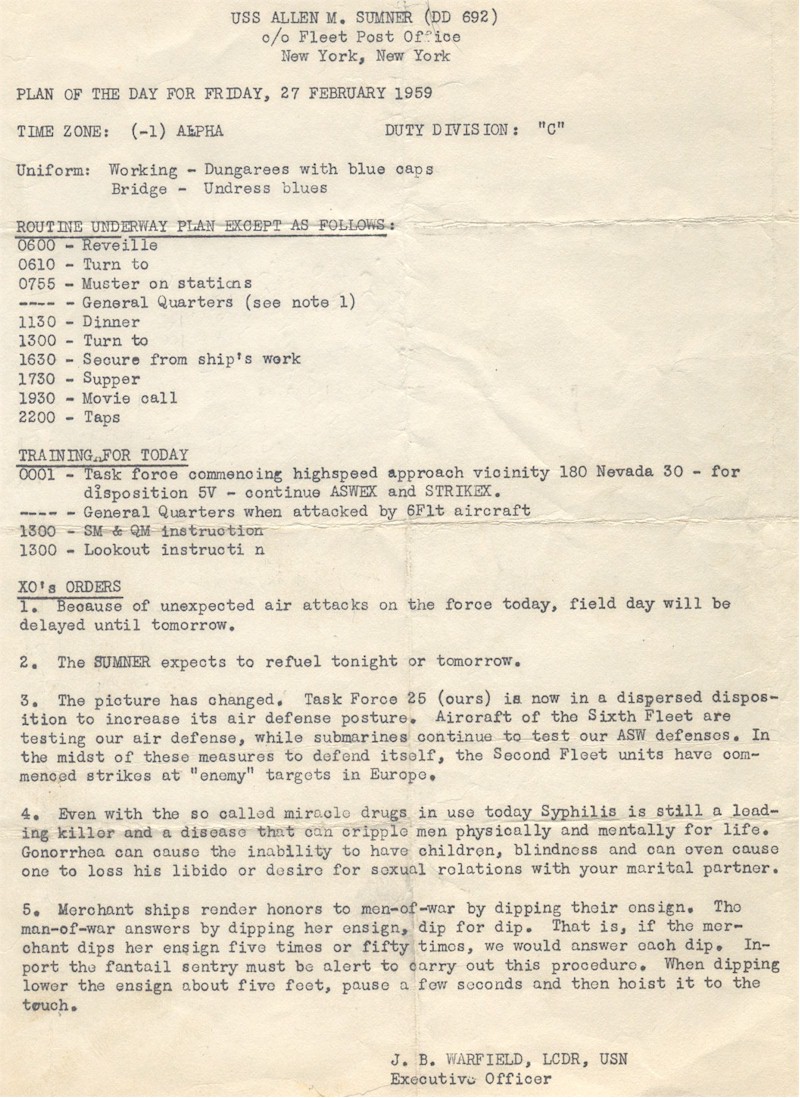 USS ALLEN M. SUMNER (DD 692)
c/o Fleet Post Office
New York, New York
PLAN OF THE DAY FOR FRIDAY, 27 FEBRUARY 1959
TIME ZONE: (-1) ALPHA DUTY DIVISION: "C"
Uniform: Working - Dungarees with blue caps
Bridge - Undress blues
ROUTINE UNDERWAY PLAN EXCEPT AS FOLLOWS:
0600 - Reveille
0610 - Turn to
0755 - Muster on stations
---- - General Quarters (see note 1)
1130 - Dinner
1300 - Turn to
1630 - Secure from ship's work
1730 - Supper
1930 - Movie call
2200 - Taps
TRAINING FOR TODAY
0001 - Task force commencing highspeed approach vicinity 180 Nevada 30 - for
disposition 5V - continue ASWEX and STRIKEX.
---- - General Quarters when attacked by 6Flt aircraft
1300 - SM & QM instruction
1300 - Lookout instructi n
XO's ORDERS
1. Because of unexpected air attacks on the force today, field day will be
delayed until tomorrow.
2. The SUMNER expects to refuel tonight or tomorrow.
3. The picture has changed. Task Force 25 (ours) is now in a dispersed dispos-
ition to increase its air defense posture. Aircraft of the Sixth Fleet are
testing our air defense, while submarines continue to test our ASW defenses. In
the midst of these measures to defend itself, the Second Fleet units have com-
menced strikes at "enemy" targets in Europe.
4. Even with the so called miracle drugs in use today Syphilis is still a lead-
ing killer and a disease that can cripple men physically and mentally for life.
Gonorrhea can cause the inability to have children, blindness and can even cause
one to loss his libido or desire for sexual relations with your marital partner.
5. Merchant ships render honors to men-of-war by dipping their ensign. The
man-of-war answers by dipping her ensign, dip for dip. That is, if the mer-
chant dips her ensign five times or fifty times, we would answer each dip. In-
port the fantail sentry must be alert to carry out this procedure. When dipping
lower the ensign about five feet, pause a few seconds and then hoist it to the
touch.
J. B. WARFIELD, LCDR, USN
Executive Officer